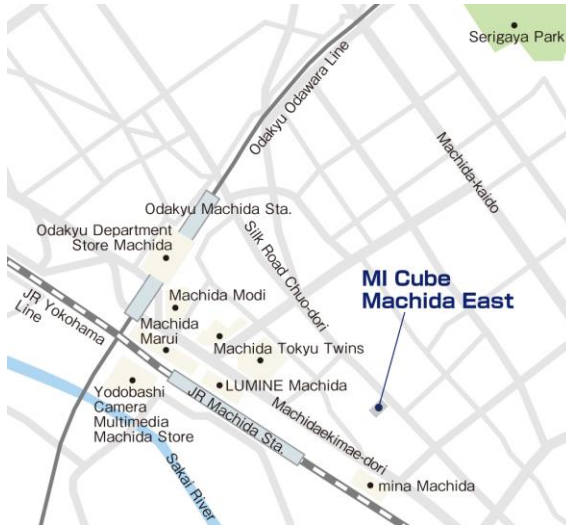 Serigaya Park
Odakyu Odawara Line
Machida-kaido
Odakyu Machida Sta.
Odakyu Department
Store Machida
Silk Road Chuo-dori
MI Cube
Machida East
JR Yokohama
Line
Machida Modi
Machida
Marui
Machida Tokyu Twins
LUMINE Machida
Yodobashi
Camera
Multimedia
Machida Store
JR Machida Sta.
Machidaekimae-dori
Sakai River
mina Machida